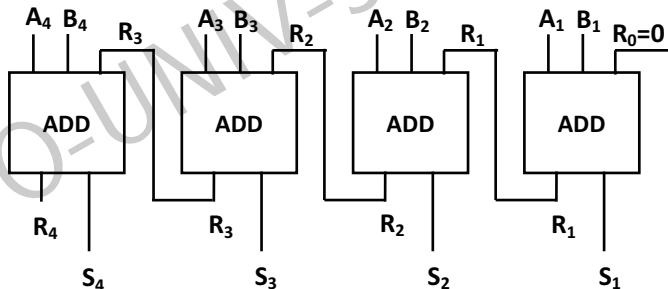 A₄ B₄ R₃ A₃ B₃ R₂ A₂ B₂ R₁ A₁ B₁ R₀=0
ADD ADD ADD ADD
R₄ R₃ R₂ R₁
S₄ S₃ S₂ S₁
O-UNIV-